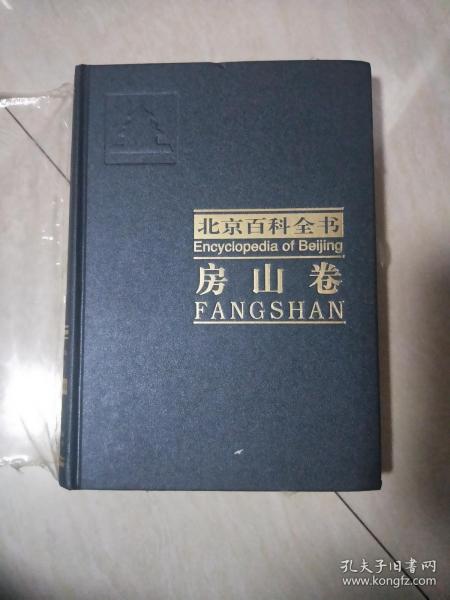 北京百科全书
Encyclopedia of Beijing
房山卷
FANGSHAN
孔夫子旧书网
www.kongfz.com